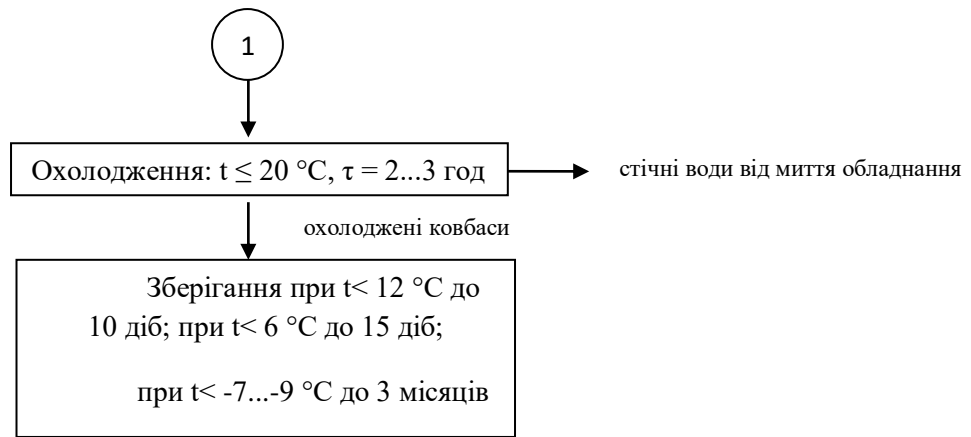 1
Охолодження: t ≤ 20 °С, τ = 2...3 год
стічні води від миття обладнання
охолоджені ковбаси
Зберігання при t< 12 °С до
10 діб; при t< 6 °С до 15 діб;
при t< -7...-9 °С до 3 місяців